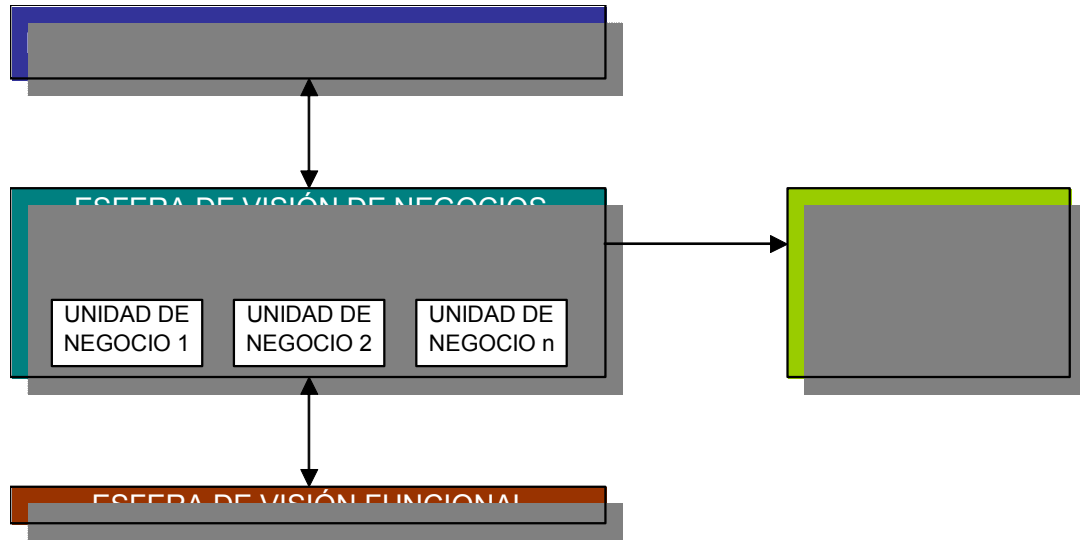 ESFERA DE VISIÓN DE NEGOCIOS
UNIDAD DE
NEGOCIO 1
UNIDAD DE
NEGOCIO 2
UNIDAD DE
NEGOCIO n
ESFERA DE VISIÓN FUNCIONAL